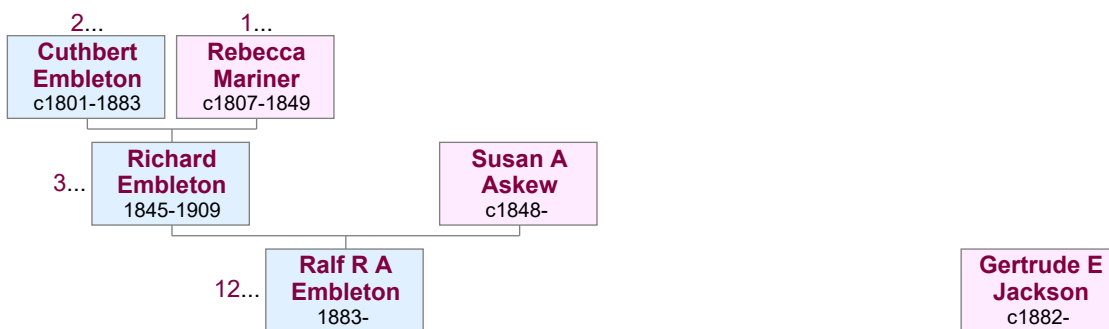 2...
1...
Cuthbert
Embleton
c1801-1883
Rebecca
Mariner
c1807-1849
3...
Richard
Embleton
1845-1909
Susan A
Askew
c1848-
12...
Ralf R A
Embleton
1883-
Gertrude E
Jackson
c1882-